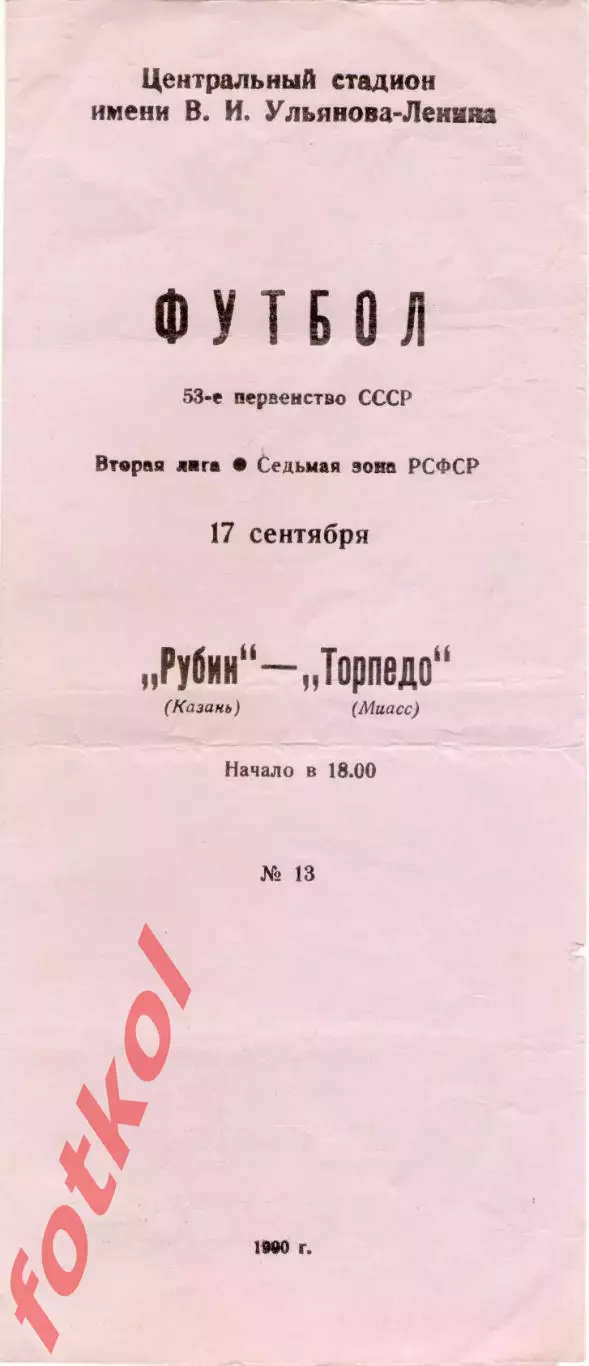 Центральный стадион
имени В. И. Ульянова-Ленина
ФУТБОЛ
53-е первенство СССР
Вторая лига ● Седьмая зона РСФСР
17 сентября
„Рубин“ — „Торпедо“
(Казань) (Миасс)
Начало в 18.00
№ 13
fotkol
1990 г.